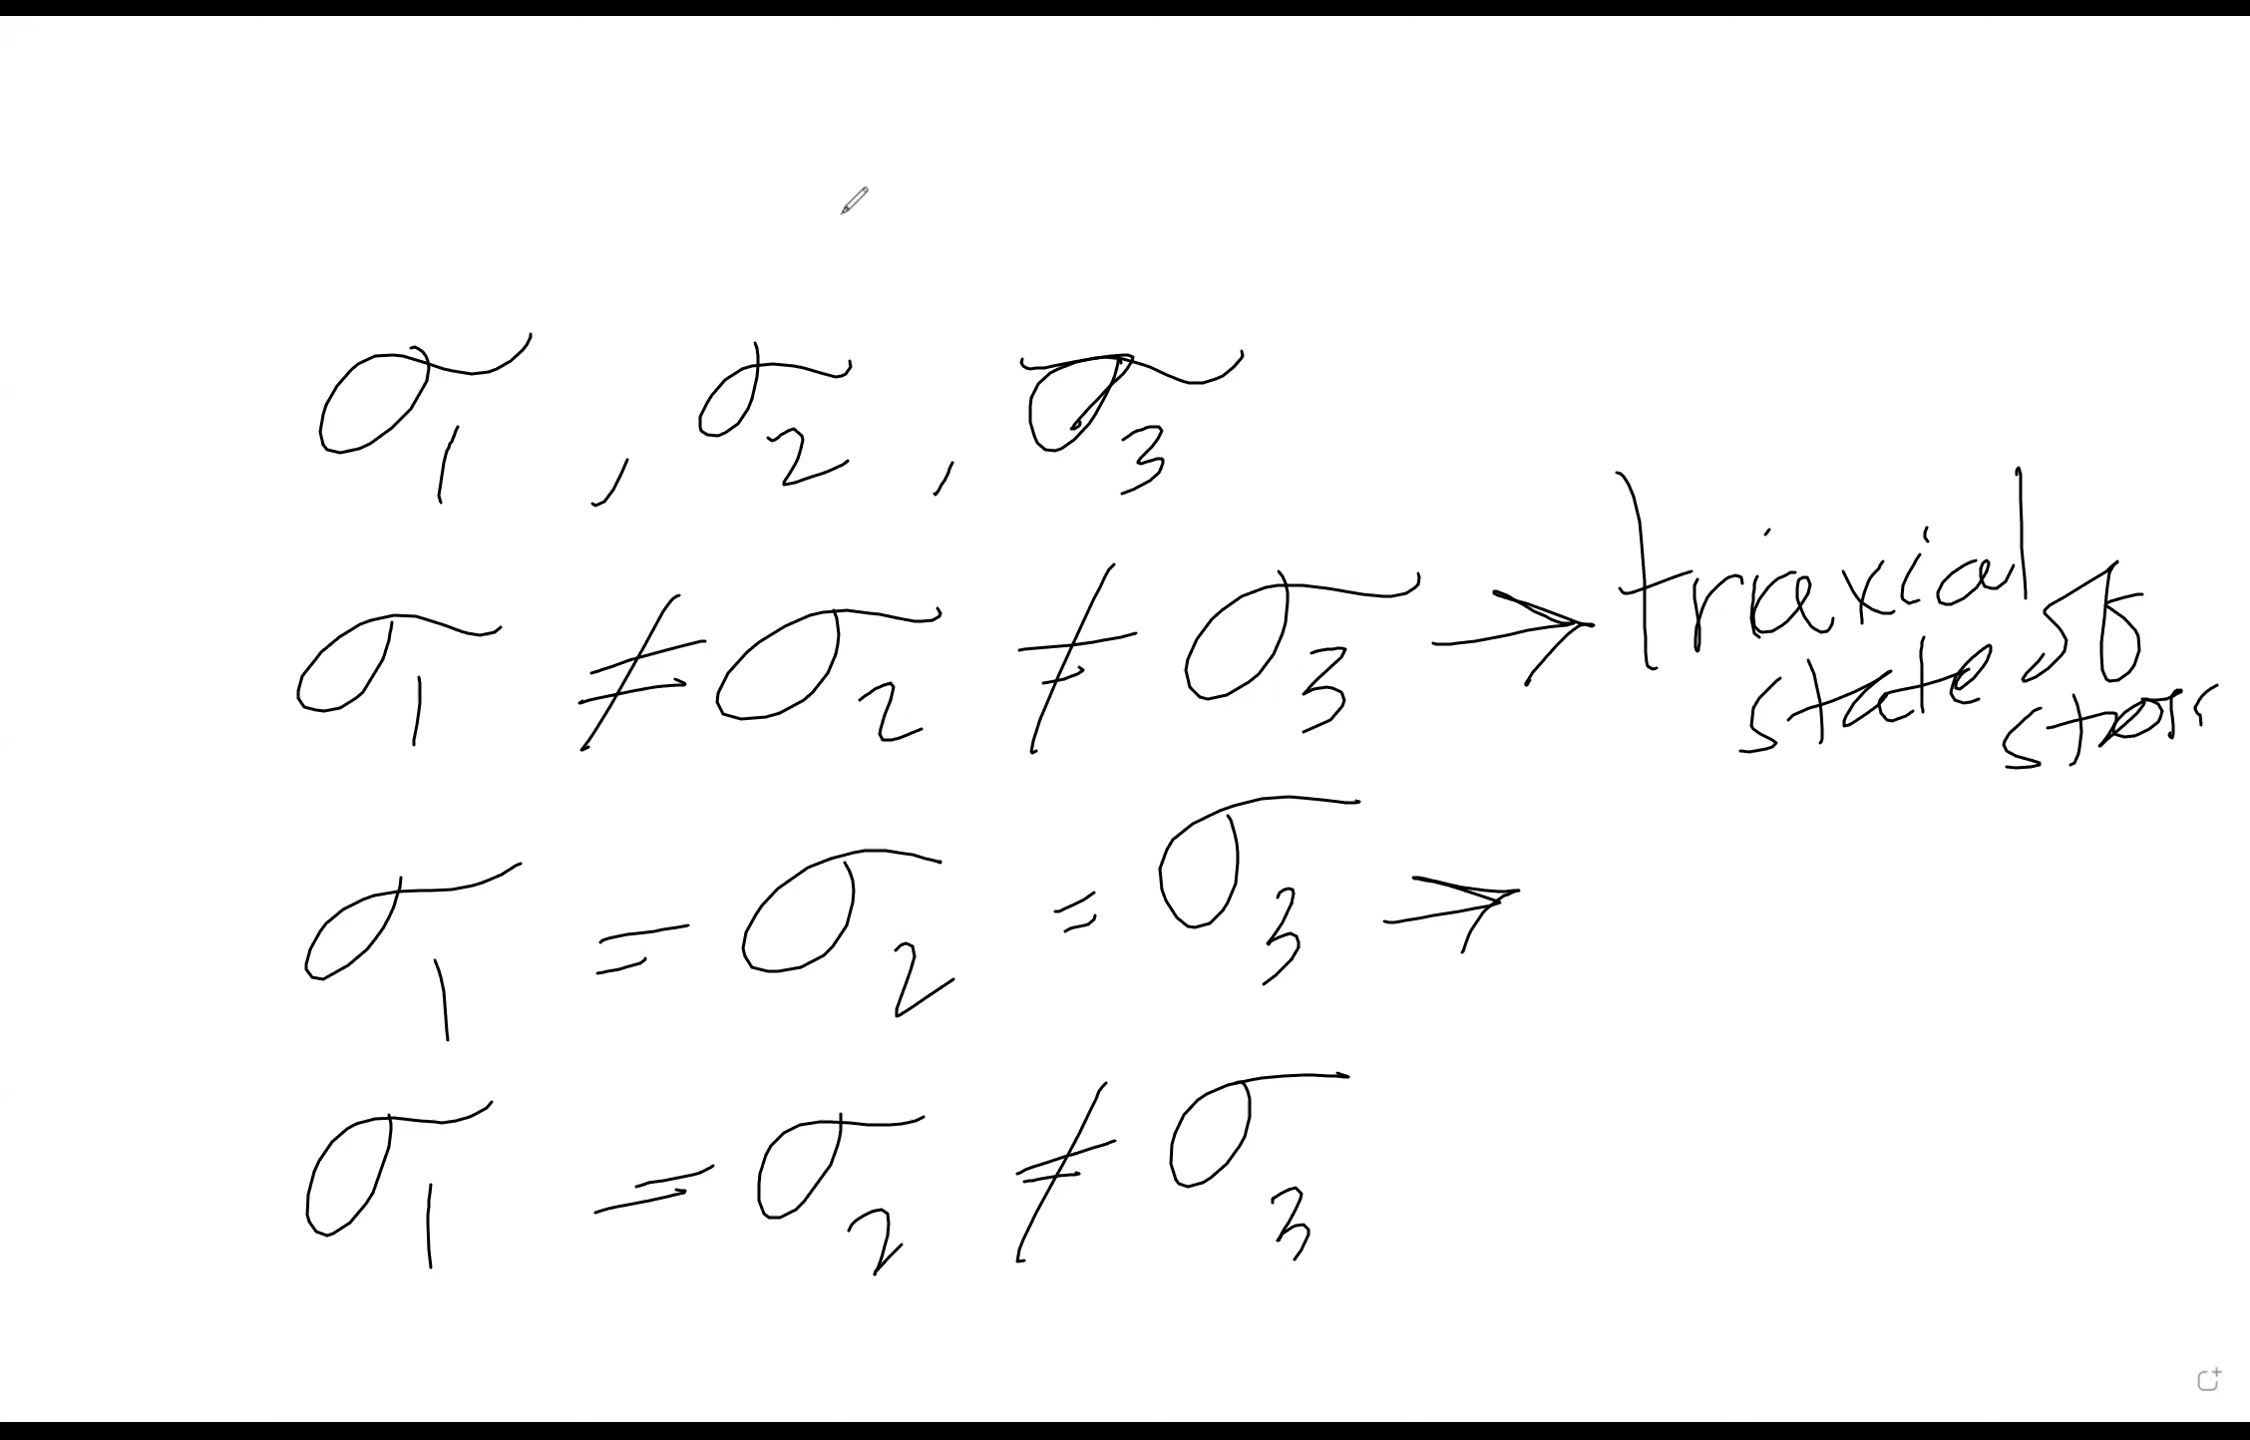 σ₁ , σ₂ , σ₃
σ₁ ≠ σ₂ ≠ σ₃ → triaxial
state of
stress
σ₁ = σ₂ = σ₃ →
σ₁ = σ₂ ≠ σ₃